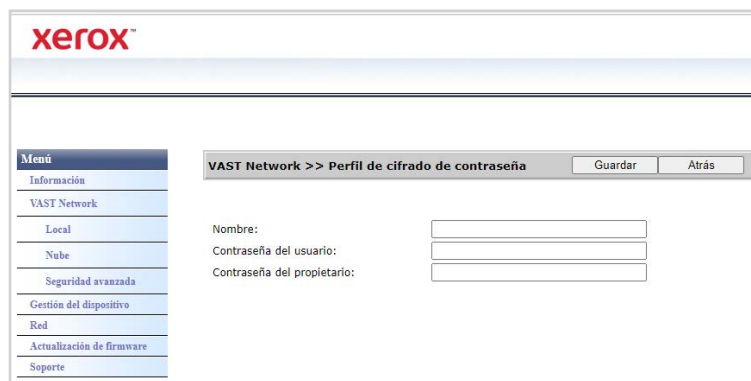 xerox™
Menú
Información
VAST Network
Local
Nube
Seguridad avanzada
Gestión del dispositivo
Red
Actualización de firmware
Soporte
VAST Network >> Perfil de cifrado de contraseña
Guardar
Atrás
Nombre:
Contraseña del usuario:
Contraseña del propietario: